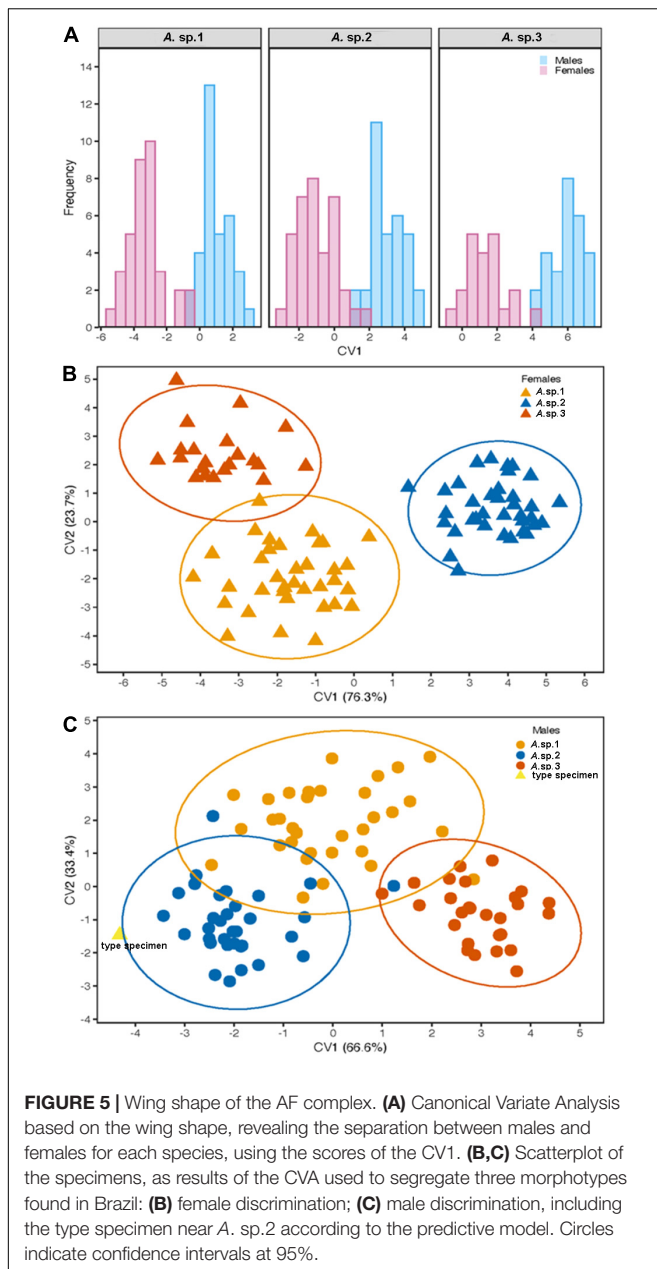 A
A. sp.1 A. sp.2 A. sp.3
Males
Females
14
12
10
8
6
4
2
0
Frequency
-6 -4 -2 0 2 -2 0 2 4 0 2 4 6
CV1
B
Females
A.sp.1
A.sp.2
A.sp.3
5
4
3
2
1
0
-1
-2
-3
-4
-5
CV2 (23.7%)
-6 -5 -4 -3 -2 -1 0 1 2 3 4 5 6
CV1 (76.3%)
C
Males
A.sp.1
A.sp.2
A.sp.3
type specimen
5
4
3
2
1
0
-1
-2
-3
-4
CV2 (33.4%)
type specimen
-4 -3 -2 -1 0 1 2 3 4 5
CV1 (66.6%)
FIGURE 5 | Wing shape of the AF complex. (A) Canonical Variate Analysis
based on the wing shape, revealing the separation between males and
females for each species, using the scores of the CV1. (B,C) Scatterplot of
the specimens, as results of the CVA used to segregate three morphotypes
found in Brazil: (B) female discrimination; (C) male discrimination, including
the type specimen near A. sp.2 according to the predictive model. Circles
indicate confidence intervals at 95%.